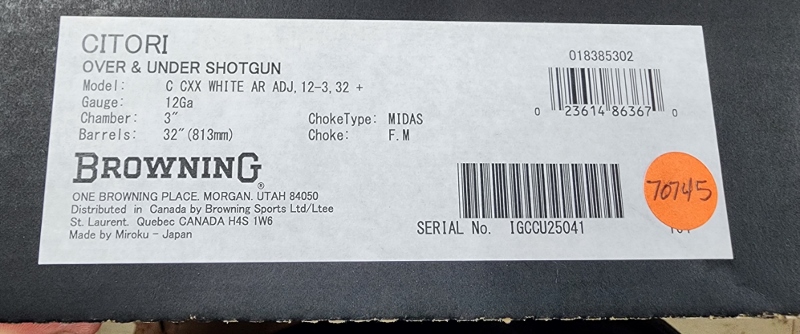 CITORI
OVER & UNDER SHOTGUN
Model: C CXX WHITE AR ADJ, 12-3, 32 +
Gauge: 12Ga
Chamber: 3" ChokeType: MIDAS
Barrels: 32"(813mm) Choke: F.M
018385302
0 23614 86367 0
BROWNING®
ONE BROWNING PLACE, MORGAN, UTAH 84050
Distributed in Canada by Browning Sports Ltd/Ltee
St. Laurent. Quebec CANADA H4S 1W6
Made by Miroku - Japan
SERIAL No. IGCCU25041
70745